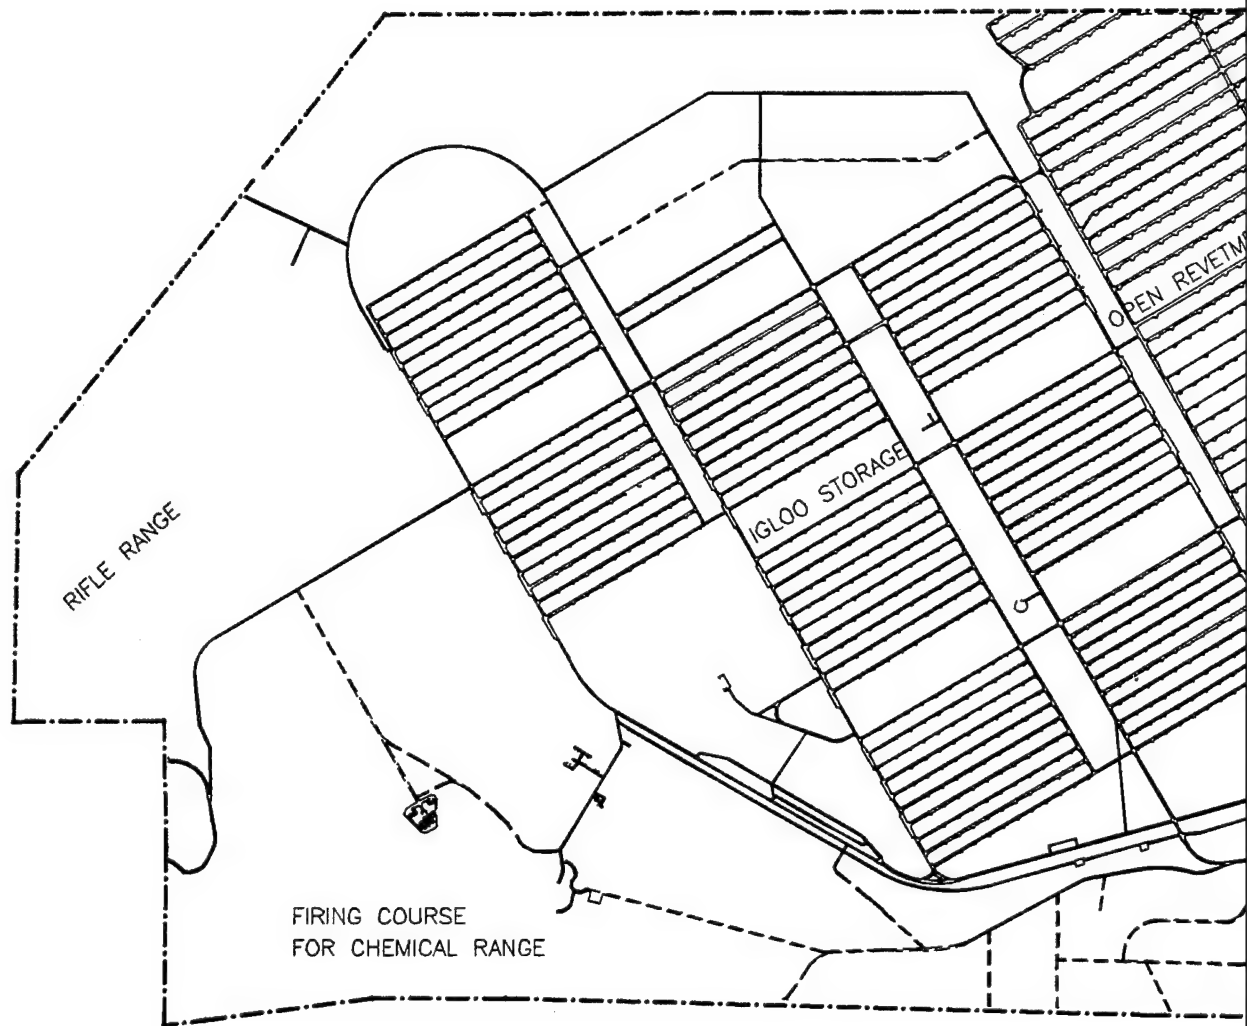 OPEN REVETM
IGLOO STORAGE
RIFLE RANGE
FIRING COURSE
FOR CHEMICAL RANGE